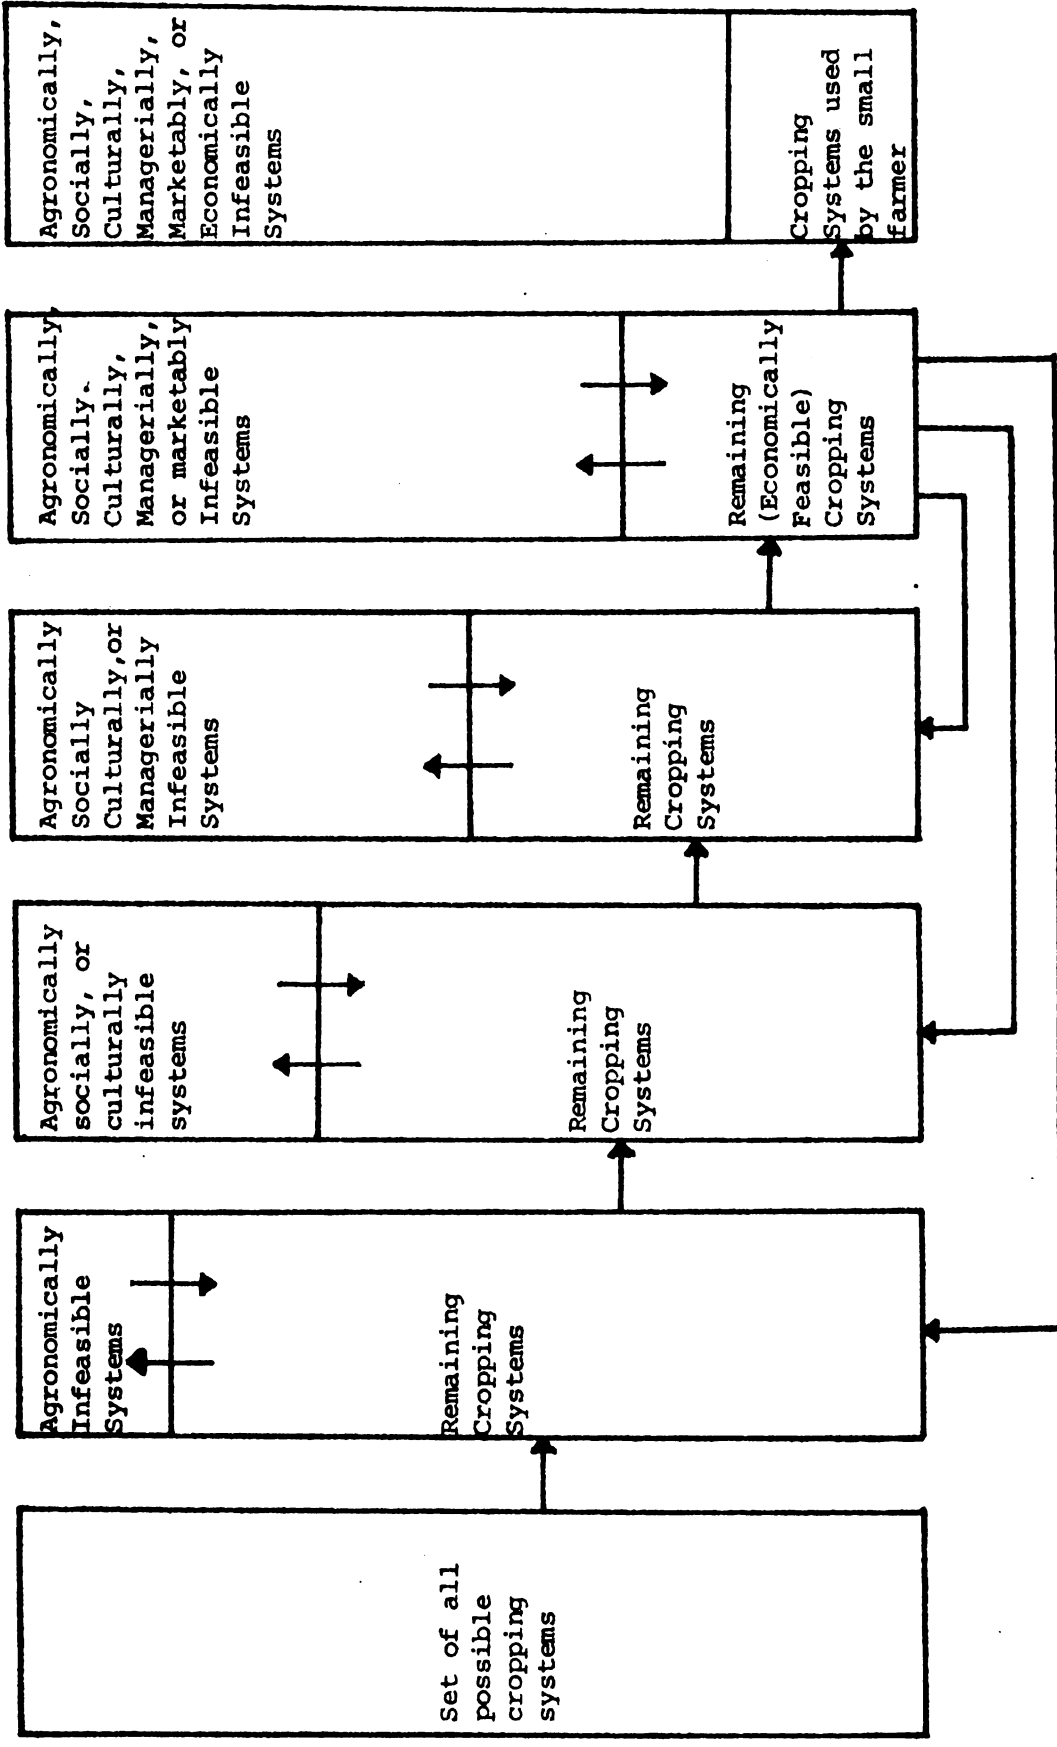 Set of all
possible
cropping
systems
Agronomically
Infeasible
Systems
Remaining
Cropping
Systems
Agronomically
socially, or
culturally
infeasible
systems
Remaining
Cropping
Systems
Agronomically
Socially
Culturally,or
Managerially
Infeasible
Systems
Remaining
Cropping
Systems
Agronomically,
Socially.
Culturally,
Managerially,
or marketably
Infeasible
Systems
Remaining
(Economically
Feasible)
Cropping
Systems
Agronomically,
Socially,
Culturally,
Managerially,
Marketably, or
Economically
Infeasible
Systems
Cropping
Systems used
by the small
farmer